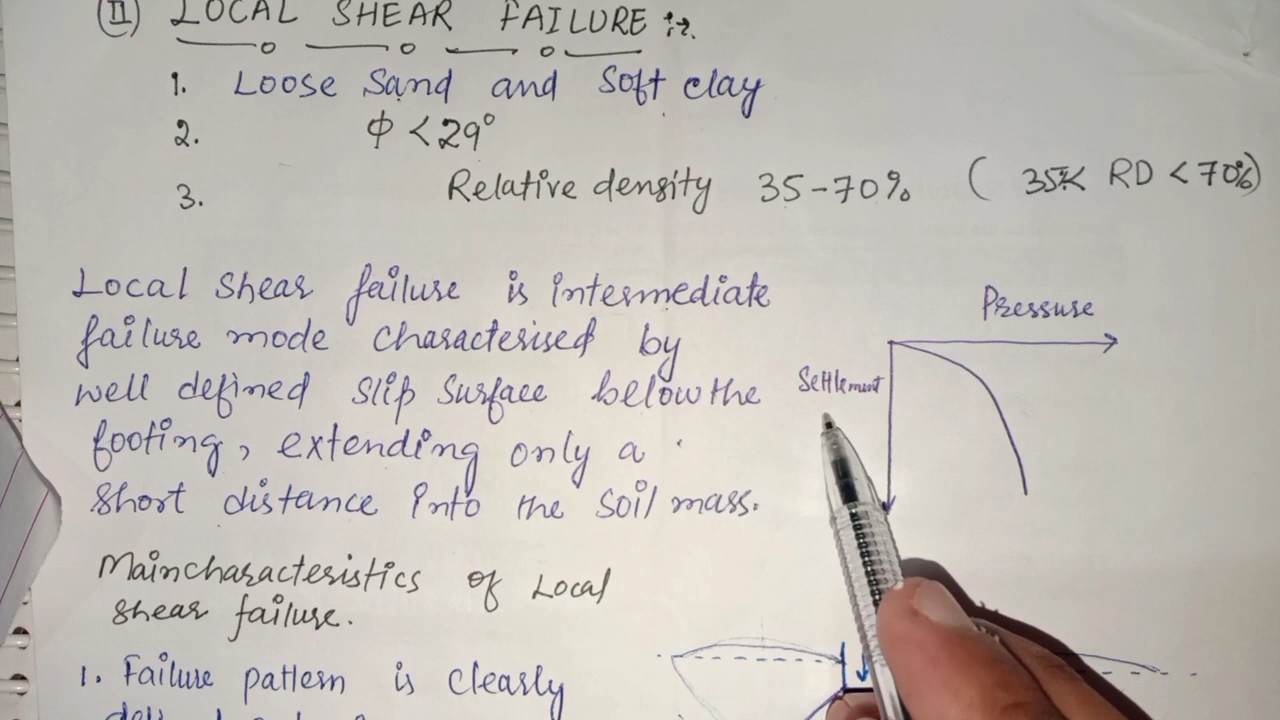 (II) LOCAL SHEAR FAILURE :→.
1. Loose Sand and Soft clay
2. φ < 29°
3. Relative density 35-70% ( 35% < RD < 70%)
Local Shear failure is intermediate
failure mode characterised by
well defined Slip Surface below the
footing, extending only a
Short distance into the Soil mass.
Pressure
Settlement
Main characteristics of Local
shear failure.
1. Failure pattern is clearly